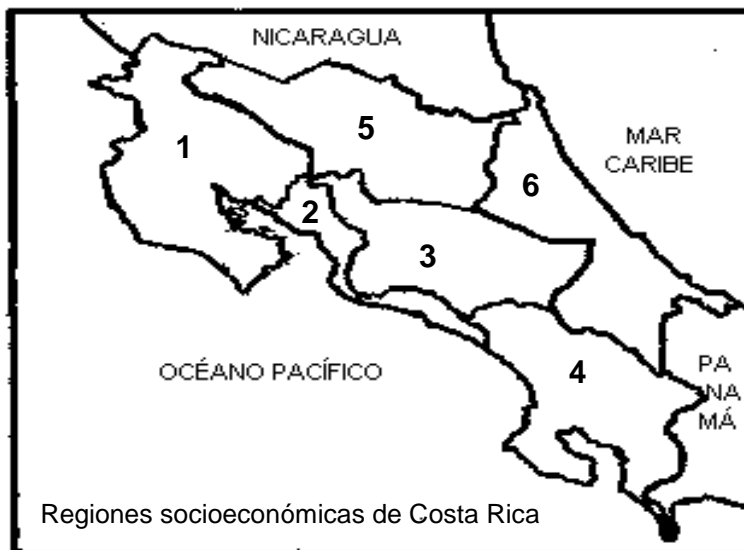 NICARAGUA
MAR
CARIBE
5
1
6
2
3
OCÉANO PACÍFICO
4
PA
NA
MÁ
Regiones socioeconómicas de Costa Rica